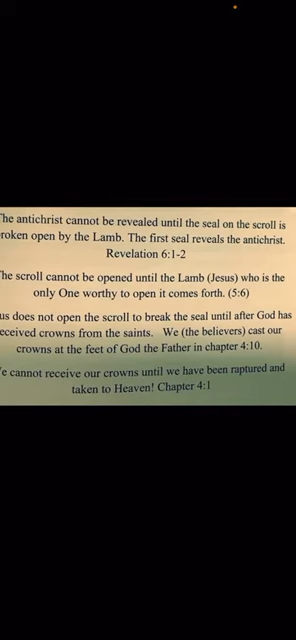 he antichrist cannot be revealed until the seal on the scroll is
roken open by the Lamb. The first seal reveals the antichrist.
Revelation 6:1-2
he scroll cannot be opened until the Lamb (Jesus) who is the
only One worthy to open it comes forth. (5:6)
us does not open the scroll to break the seal until after God has
eceived crowns from the saints. We (the believers) cast our
crowns at the feet of God the Father in chapter 4:10.
e cannot receive our crowns until we have been raptured and
taken to Heaven! Chapter 4:1